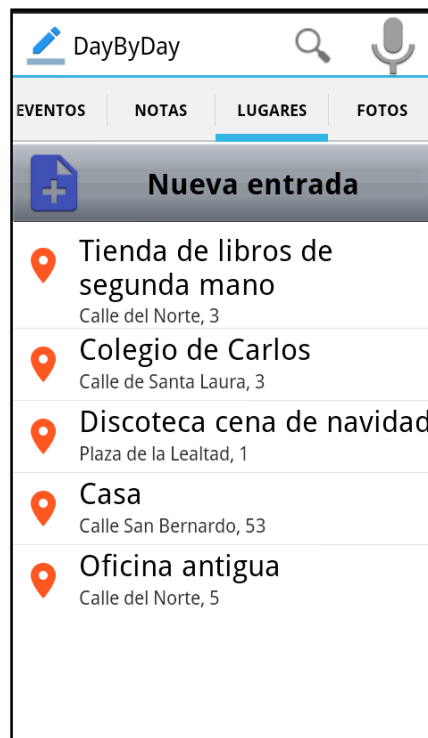 DayByDay
EVENTOS NOTAS LUGARES FOTOS
Nueva entrada
Tienda de libros de
segunda mano
Calle del Norte, 3
Colegio de Carlos
Calle de Santa Laura, 3
Discoteca cena de navidad
Plaza de la Lealtad, 1
Casa
Calle San Bernardo, 53
Oficina antigua
Calle del Norte, 5